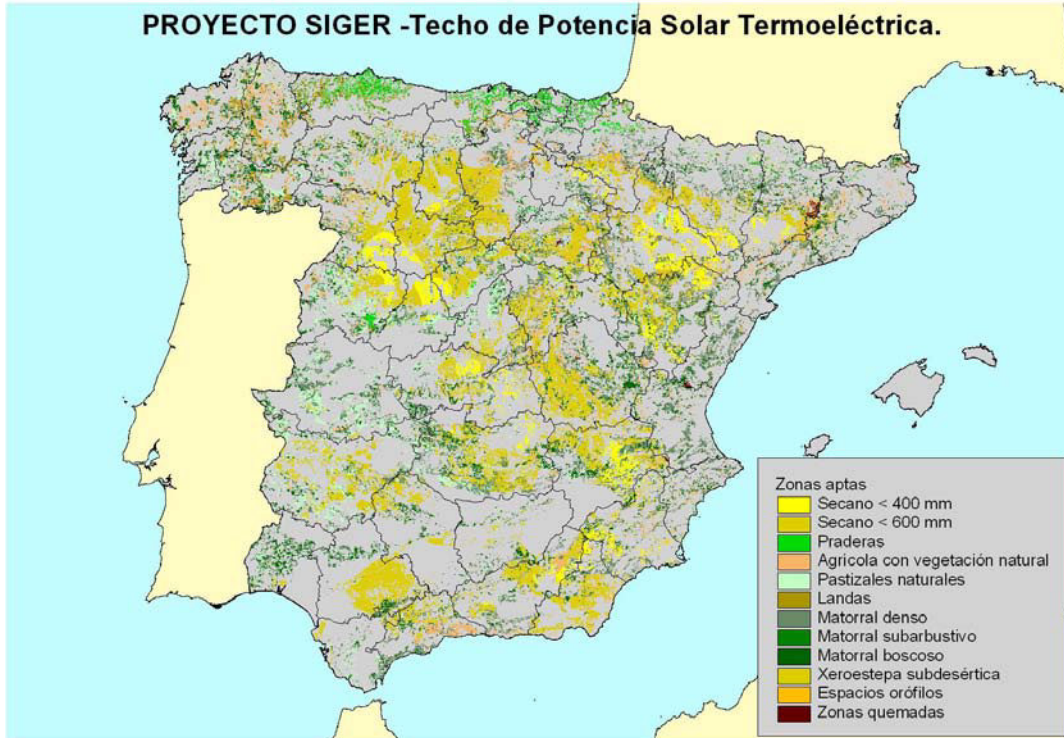 PROYECTO SIGER -Techo de Potencia Solar Termoeléctrica.
Zonas aptas
Secano < 400 mm
Secano < 600 mm
Praderas
Agrícola con vegetación natural
Pastizales naturales
Landas
Matorral denso
Matorral subarbustivo
Matorral boscoso
Xeroestepa subdesértica
Espacios orófilos
Zonas quemadas